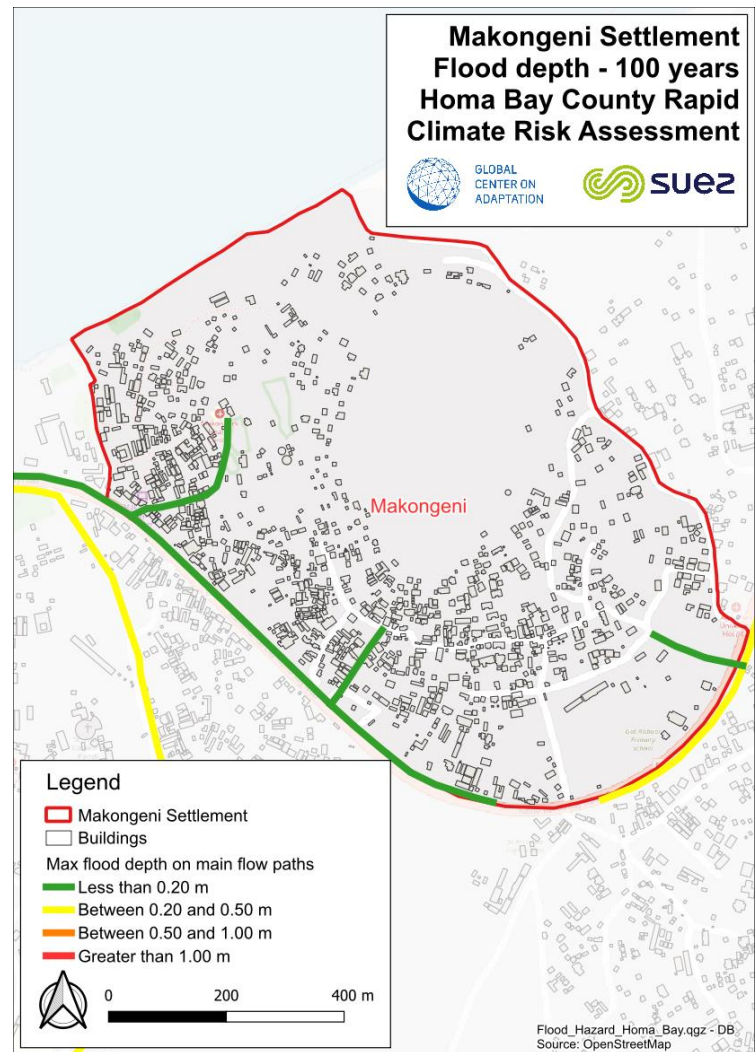 Makongeni Settlement
Flood depth - 100 years
Homa Bay County Rapid
Climate Risk Assessment
GLOBAL
CENTER ON
ADAPTATION
suez
Makongeni
Primary
school
Legend
Makongeni Settlement
Buildings
Max flood depth on main flow paths
Less than 0.20 m
Between 0.20 and 0.50 m
Between 0.50 and 1.00 m
Greater than 1.00 m
0 200 400 m
Flood_Hazard_Homa_Bay.qgz - DB
Source: OpenStreetMap